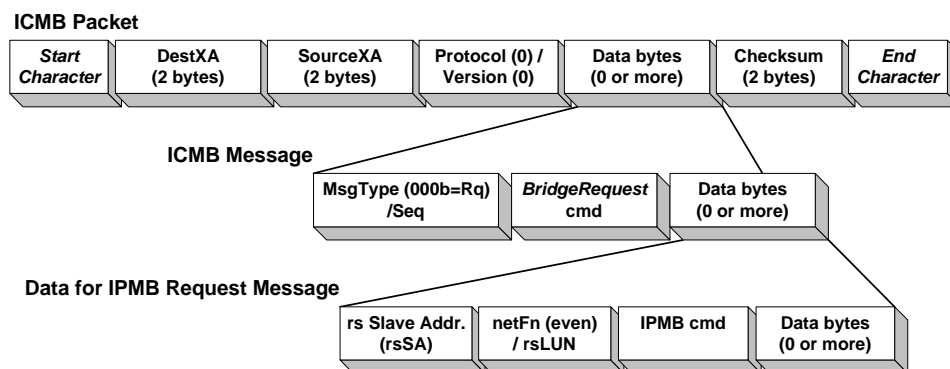 ICMB Packet
Start Character
DestXA (2 bytes)
SourceXA (2 bytes)
Protocol (0) / Version (0)
Data bytes (0 or more)
Checksum (2 bytes)
End Character
ICMB Message
MsgType (000b=Rq) /Seq
BridgeRequest cmd
Data bytes (0 or more)
Data for IPMB Request Message
rs Slave Addr. (rsSA)
netFn (even) / rsLUN
IPMB cmd
Data bytes (0 or more)